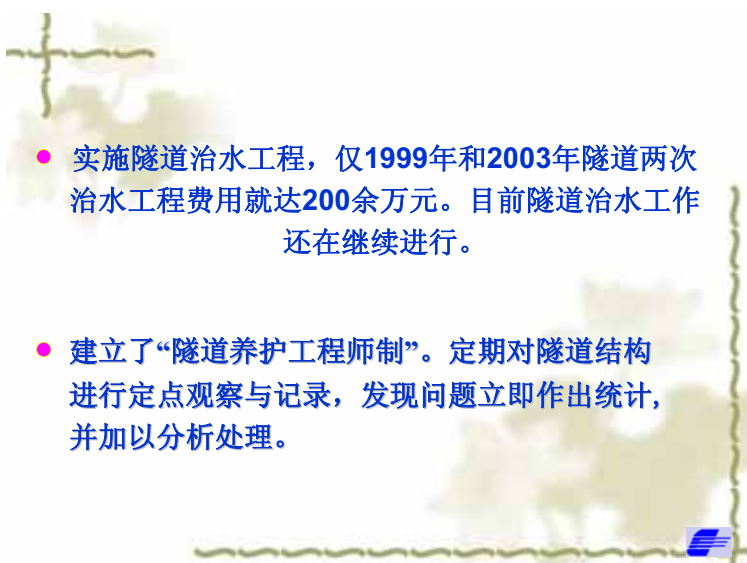 实施隧道治水工程，仅1999年和2003年隧道两次
治水工程费用就达200余万元。目前隧道治水工作
还在继续进行。
建立了“隧道养护工程师制”。定期对隧道结构
进行定点观察与记录，发现问题立即作出统计,
并加以分析处理。